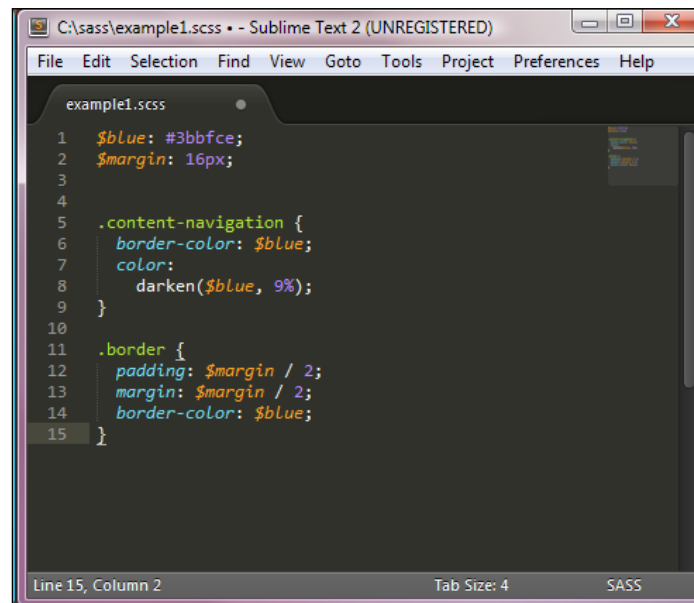 C:\sass\example1.scss • - Sublime Text 2 (UNREGISTERED)
File Edit Selection Find View Goto Tools Project Preferences Help
example1.scss
1 $blue: #3bbfce;
2 $margin: 16px;
3
4
5 .content-navigation {
6 border-color: $blue;
7 color:
8 darken($blue, 9%);
9 }
10
11 .border {
12 padding: $margin / 2;
13 margin: $margin / 2;
14 border-color: $blue;
15 }
Line 15, Column 2 Tab Size: 4 SASS